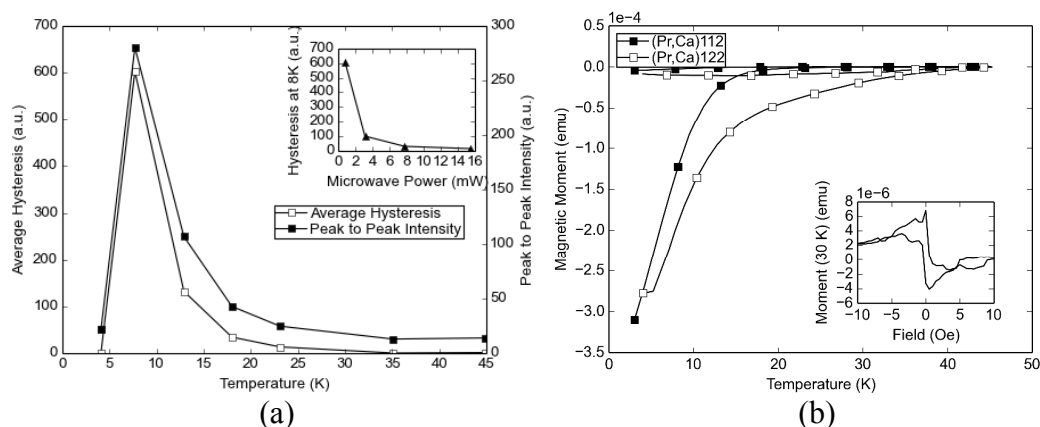 700
600
500
400
300
200
100
0
Average Hysteresis (a.u.)
0 5 10 15 20 25 30 35 40 45
Temperature (K)
300
250
200
150
100
50
0
Peak to Peak Intensity (a.u.)
700
600
500
400
300
200
100
0
Hysteresis at 8K (a.u.)
0 2 4 6 8 10 12 14 16
Microwave Power (mW)
Average Hysteresis
Peak to Peak Intensity
(a)
1e−4
0.5
0.0
−0.5
−1.0
−1.5
−2.0
−2.5
−3.0
−3.5
Magnetic Moment (emu)
0 10 20 30 40 50
Temperature (K)
(Pr,Ca)112
(Pr,Ca)122
1e−6
8
6
4
2
0
−2
−4
−6
Moment (30 K) (emu)
−10 −5 0 5 10
Field (Oe)
(b)